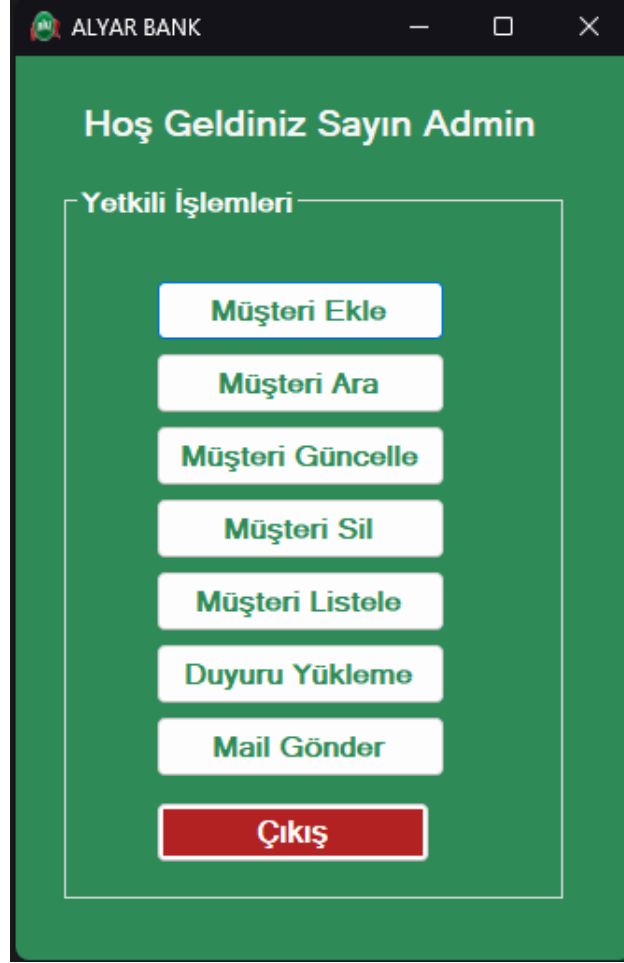 ALYAR BANK
Hoş Geldiniz Sayın Admin
Yetkili İşlemleri
Müşteri Ekle
Müşteri Ara
Müşteri Güncelle
Müşteri Sil
Müşteri Listele
Duyuru Yükleme
Mail Gönder
Çıkış